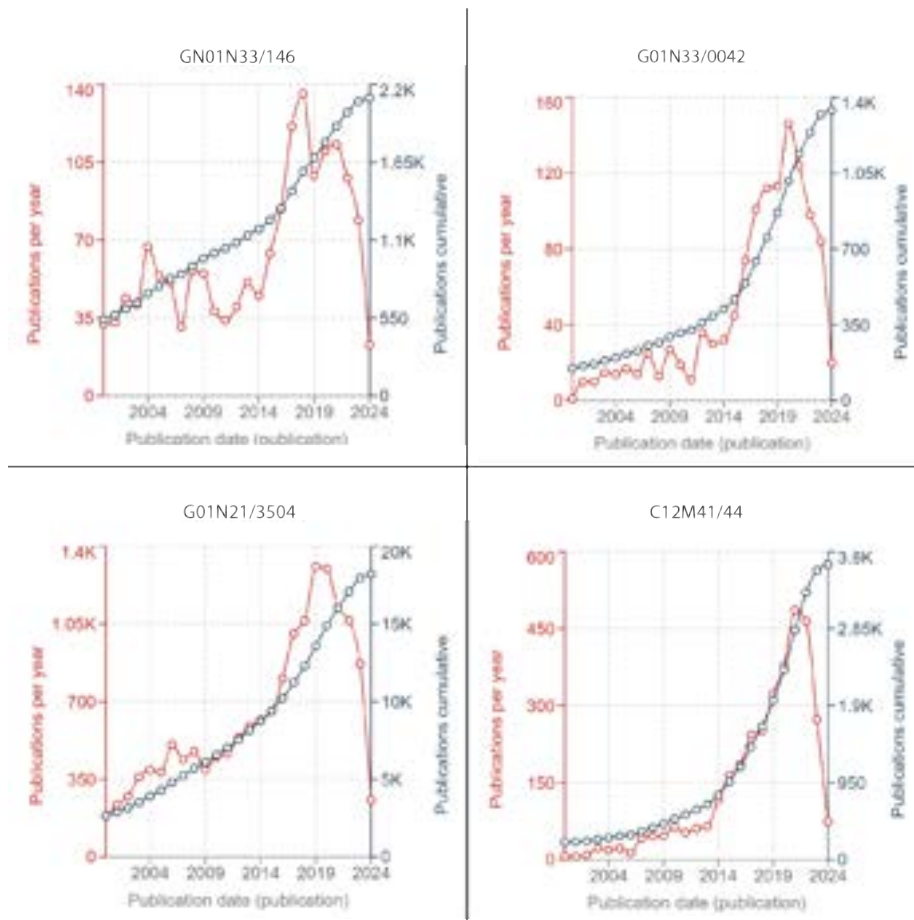 GN01N33/146
140
105
70
35
0
Publications per year
2.2K
1.65K
1.1K
550
0
Publications cumulative
2004 2009 2014 2019 2024
Publication date (publication)
G01N33/0042
160
120
80
40
0
Publications per year
1.4K
1.05K
700
350
0
Publications cumulative
2004 2009 2014 2019 2024
Publication date (publication)
G01N21/3504
1.4K
1.05K
700
350
0
Publications per year
20K
15K
10K
5K
0
Publications cumulative
2004 2009 2014 2019 2024
Publication date (publication)
C12M41/44
600
450
300
150
0
Publications per year
3.8K
2.85K
1.9K
950
0
Publications cumulative
2004 2009 2014 2019 2024
Publication date (publication)